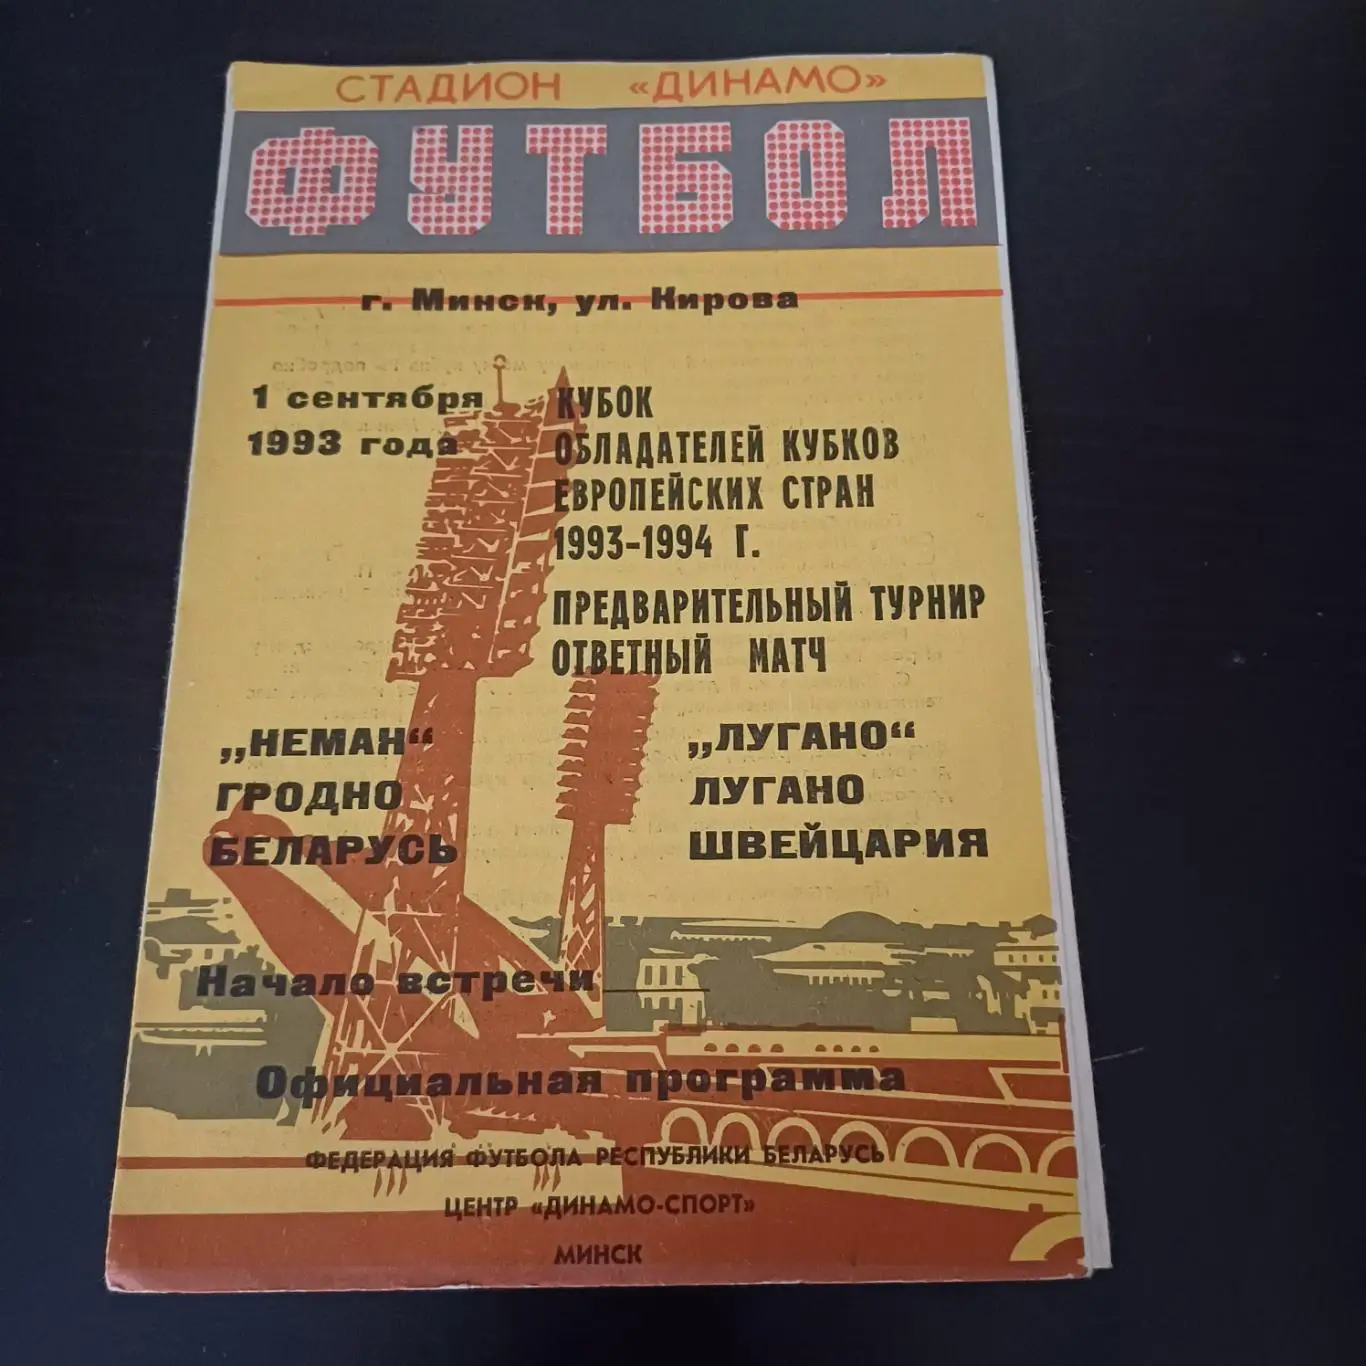 СТАДИОН «ДИНАМО»
ФУТБОЛ
г. Минск, ул. Кирова
1 сентября
1993 года
КУБОК
ОБЛАДАТЕЛЕЙ КУБКОВ
ЕВРОПЕЙСКИХ СТРАН
1993-1994 Г.
ПРЕДВАРИТЕЛЬНЫЙ ТУРНИР
ОТВЕТНЫЙ МАТЧ
„НЕМАН“
ГРОДНО
БЕЛАРУСЬ
„ЛУГАНО“
ЛУГАНО
ШВЕЙЦАРИЯ
Начало встречи
Официальная программа
ФЕДЕРАЦИЯ ФУТБОЛА РЕСПУБЛИКИ БЕЛАРУСЬ
ЦЕНТР «ДИНАМО-СПОРТ»
МИНСК